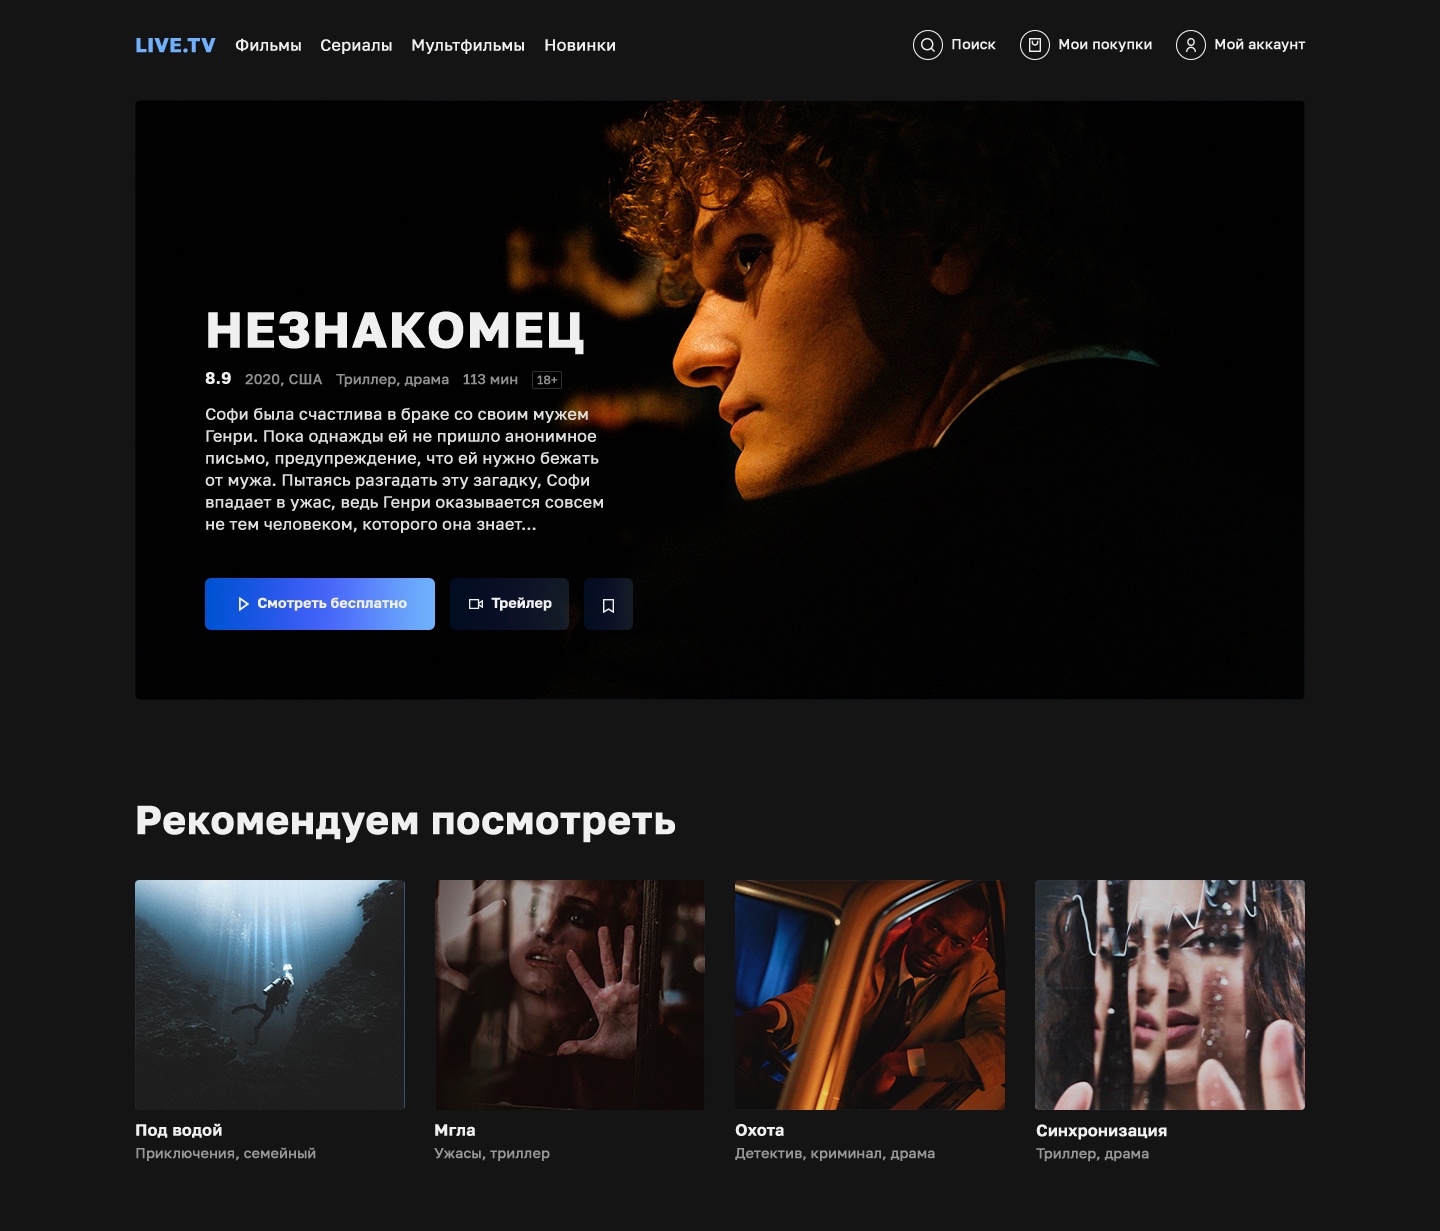 LIVE.TV Фильмы Сериалы Мультфильмы Новинки Поиск Мои покупки Мой аккаунт
НЕЗНАКОМЕЦ
8.9 2020, США Триллер, драма 113 мин 18+
Софи была счастлива в браке со своим мужем
Генри. Пока однажды ей не пришло анонимное
письмо, предупреждение, что ей нужно бежать
от мужа. Пытаясь разгадать эту загадку, Софи
впадает в ужас, ведь Генри оказывается совсем
не тем человеком, которого она знает...
Смотреть бесплатно Трейлер
Рекомендуем посмотреть
Под водой Мгла Охота Синхронизация
Приключения, семейный Ужасы, триллер Детектив, криминал, драма Триллер, драма